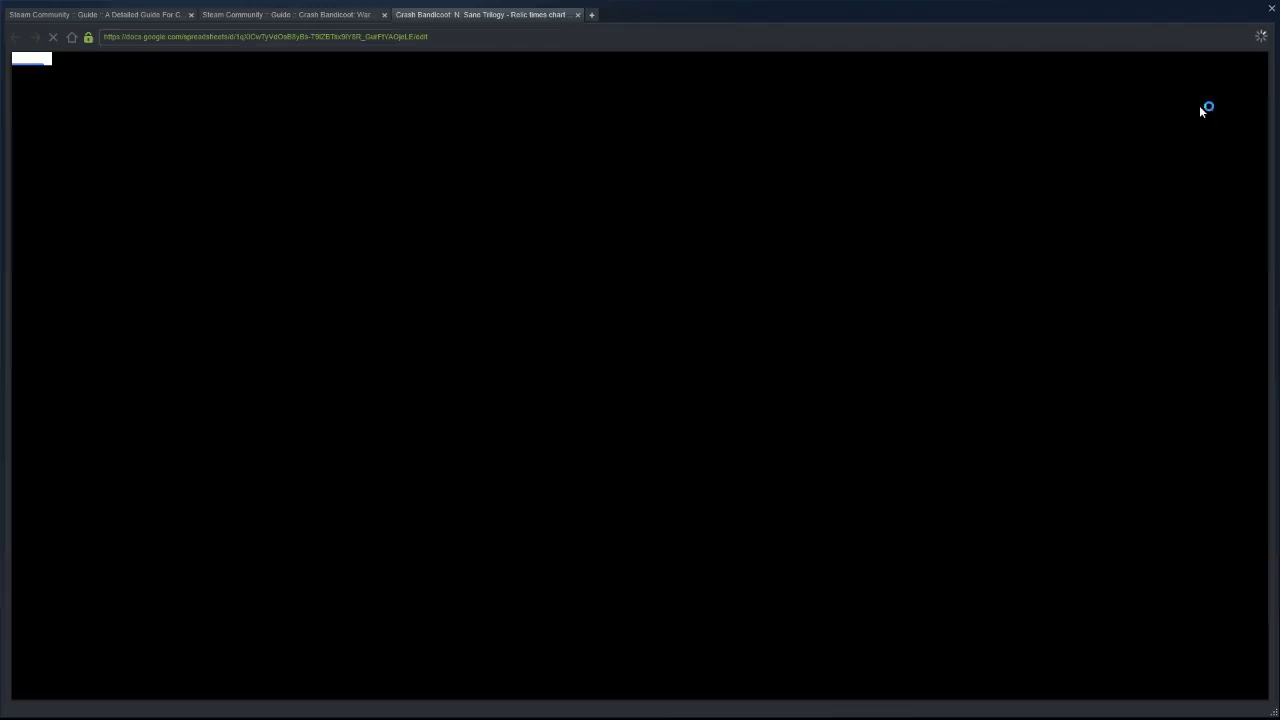 Steam Community :: Guide :: A Detailed Guide For C...
Steam Community :: Guide :: Crash Bandicoot: War
Crash Bandicoot N. Sane Trilogy - Relic times chart ...